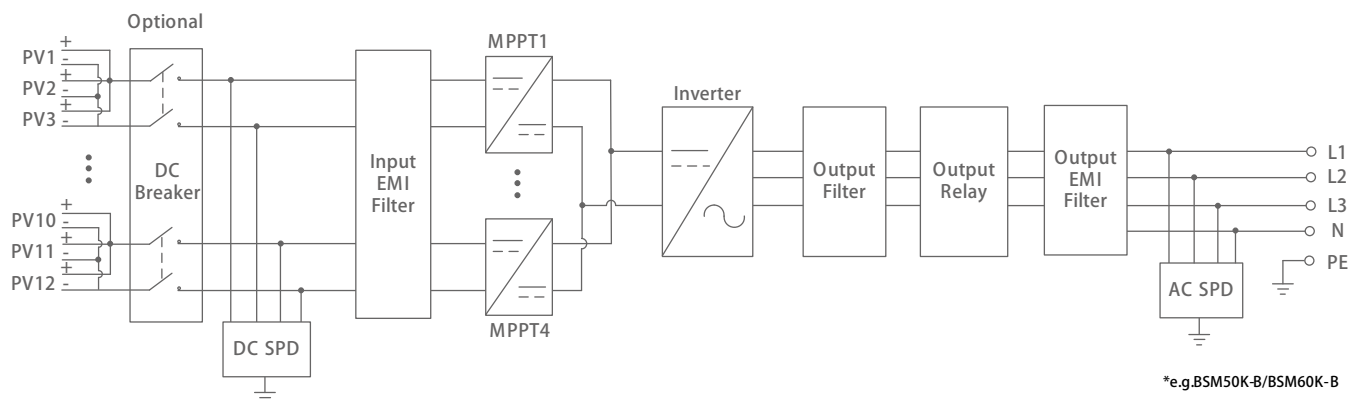 Optional
PV1
+
-
PV2
+
-
PV3
+
-
PV10
+
-
PV11
+
-
PV12
+
-
DC
Breaker
DC SPD
Input
EMI
Filter
MPPT1
MPPT4
Inverter
Output
Filter
Output
Relay
Output
EMI
Filter
AC SPD
L1
L2
L3
N
PE
*e.g.BSM50K-B/BSM60K-B